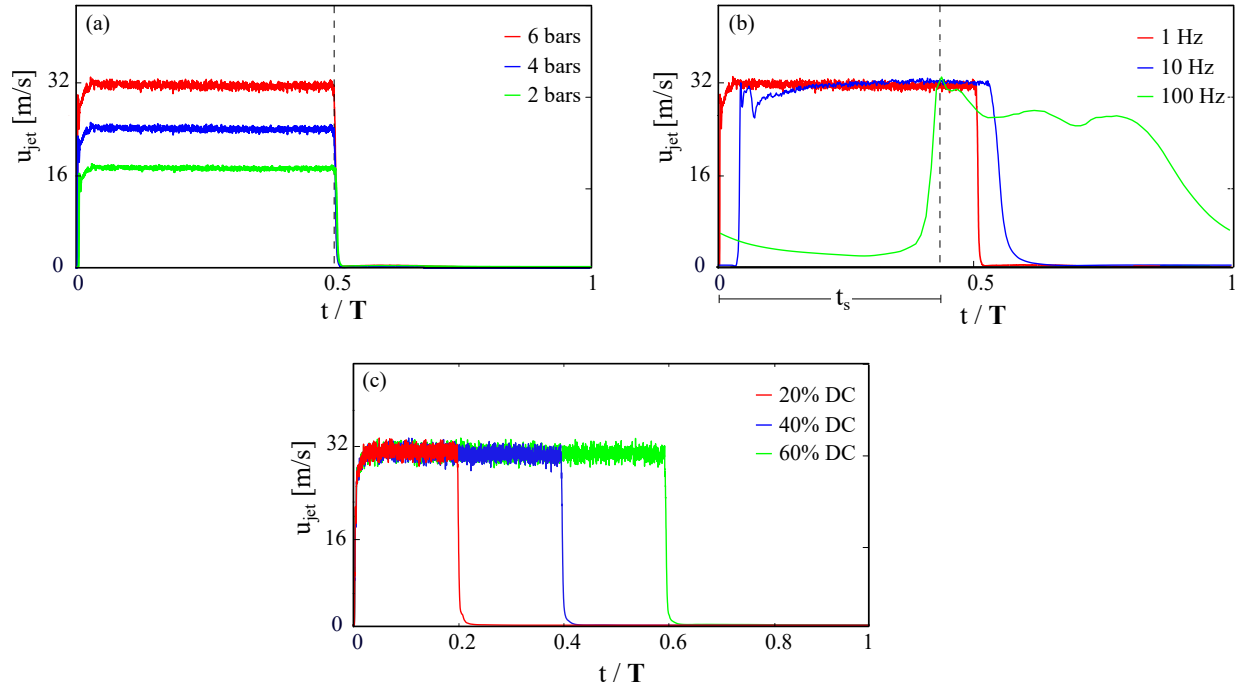 (a)
6 bars
4 bars
2 bars
32
16
0
u_jet [m/s]
0 0.5 1
t / T
(b)
1 Hz
10 Hz
100 Hz
32
16
0
u_jet [m/s]
0 0.5 1
t_s
t / T
(c)
20% DC
40% DC
60% DC
32
16
0
u_jet [m/s]
0 0.2 0.4 0.6 0.8 1
t / T